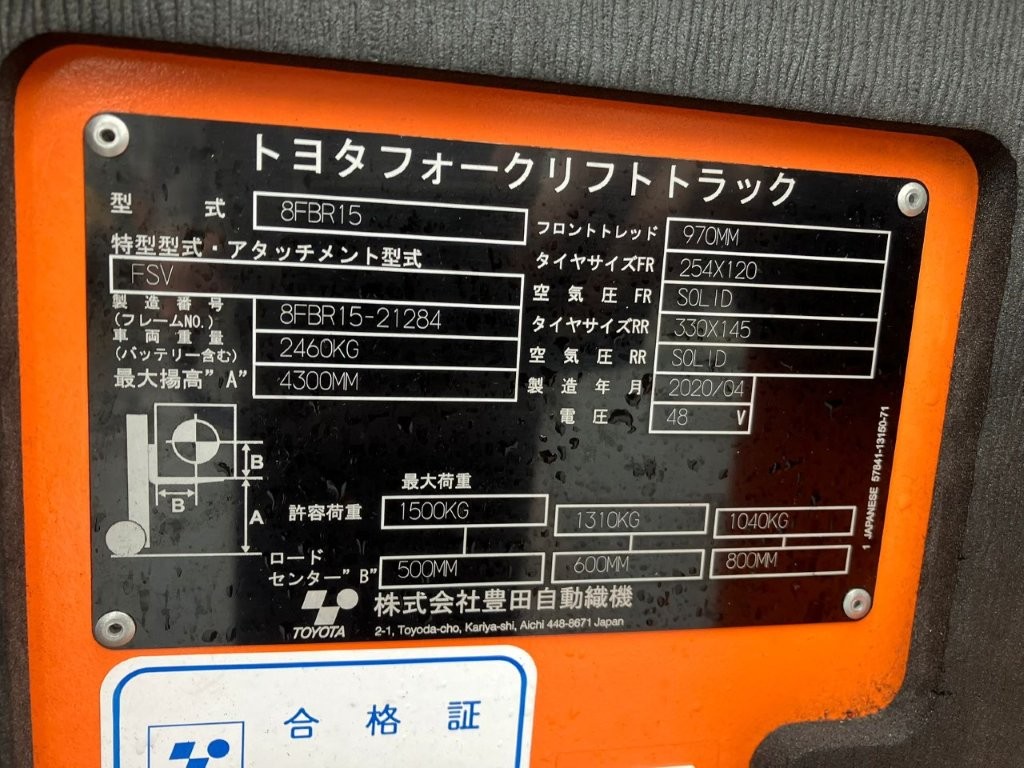 トヨタフォークリフトトラック
型式 8FBR15
特型型式・アタッチメント型式
FSV
製造番号
(フレームNO.) 8FBR15-21284
車両重量
(バッテリー含む) 2460KG
最大揚高"A" 4300MM
フロントトレッド 970MM
タイヤサイズFR 254X120
空気圧 FR SOLID
タイヤサイズRR 330X145
空気圧 RR SOLID
製造年月 2020/04
電圧 48 V
B
B
A
最大荷重
許容荷重 1500KG 1310KG 1040KG
ロード
センター"B" 500MM 600MM 800MM
TOYOTA
株式会社豊田自動織機
2-1, Toyoda-cho, Kariya-shi, Aichi 448-8671 Japan
1 JAPANESE 57641-13160-71
合格証